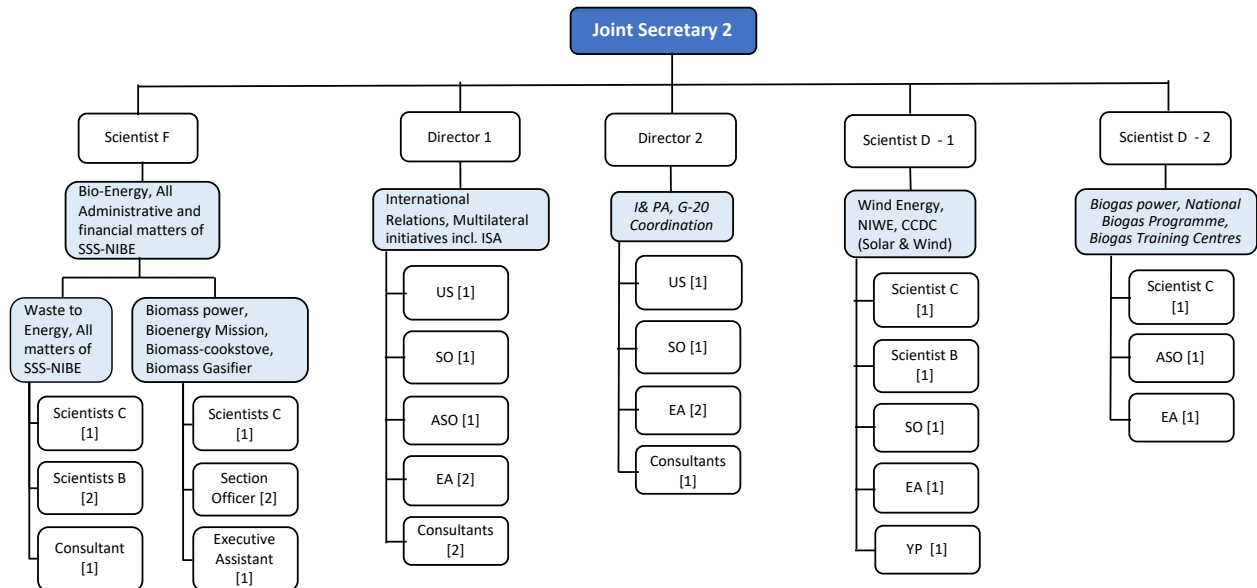 Joint Secretary 2
Scientist F
Director 1
Director 2
Scientist D - 1
Scientist D - 2
Bio-Energy, All
Administrative and
financial matters of
SSS-NIBE
International
Relations, Multilateral
initiatives incl. ISA
I& PA, G-20
Coordination
Wind Energy,
NIWE, CCDC
(Solar & Wind)
Biogas power, National
Biogas Programme,
Biogas Training Centres
Waste to
Energy, All
matters of
SSS-NIBE
Biomass power,
Bioenergy Mission,
Biomass-cookstove,
Biomass Gasifier
Scientists C
[1]
Scientists B
[2]
Consultant
[1]
Scientists C
[1]
Section
Officer [2]
Executive
Assistant
[1]
US [1]
SO [1]
ASO [1]
EA [2]
Consultants
[2]
US [1]
SO [1]
EA [2]
Consultants
[1]
Scientist C
[1]
Scientist B
[1]
SO [1]
EA [1]
YP [1]
Scientist C
[1]
ASO [1]
EA [1]